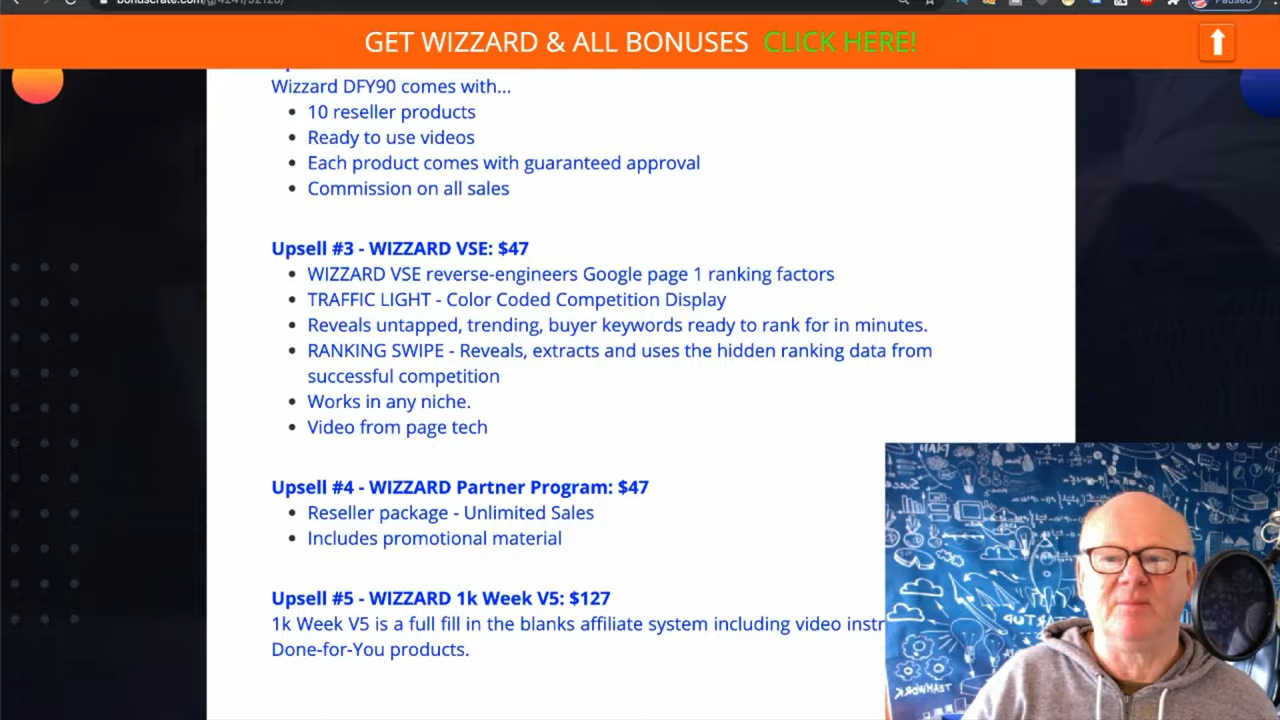 GET WIZZARD & ALL BONUSES CLICK HERE!
Wizzard DFY90 comes with...
10 reseller products
Ready to use videos
Each product comes with guaranteed approval
Commission on all sales
Upsell #3 - WIZZARD VSE: $47
WIZZARD VSE reverse-engineers Google page 1 ranking factors
TRAFFIC LIGHT - Color Coded Competition Display
Reveals untapped, trending, buyer keywords ready to rank for in minutes.
RANKING SWIPE - Reveals, extracts and uses the hidden ranking data from
successful competition
Works in any niche.
Video from page tech
Upsell #4 - WIZZARD Partner Program: $47
Reseller package - Unlimited Sales
Includes promotional material
Upsell #5 - WIZZARD 1k Week V5: $127
1k Week V5 is a full fill in the blanks affiliate system including video instr
Done-for-You products.
STARTUP
TEAMWORK